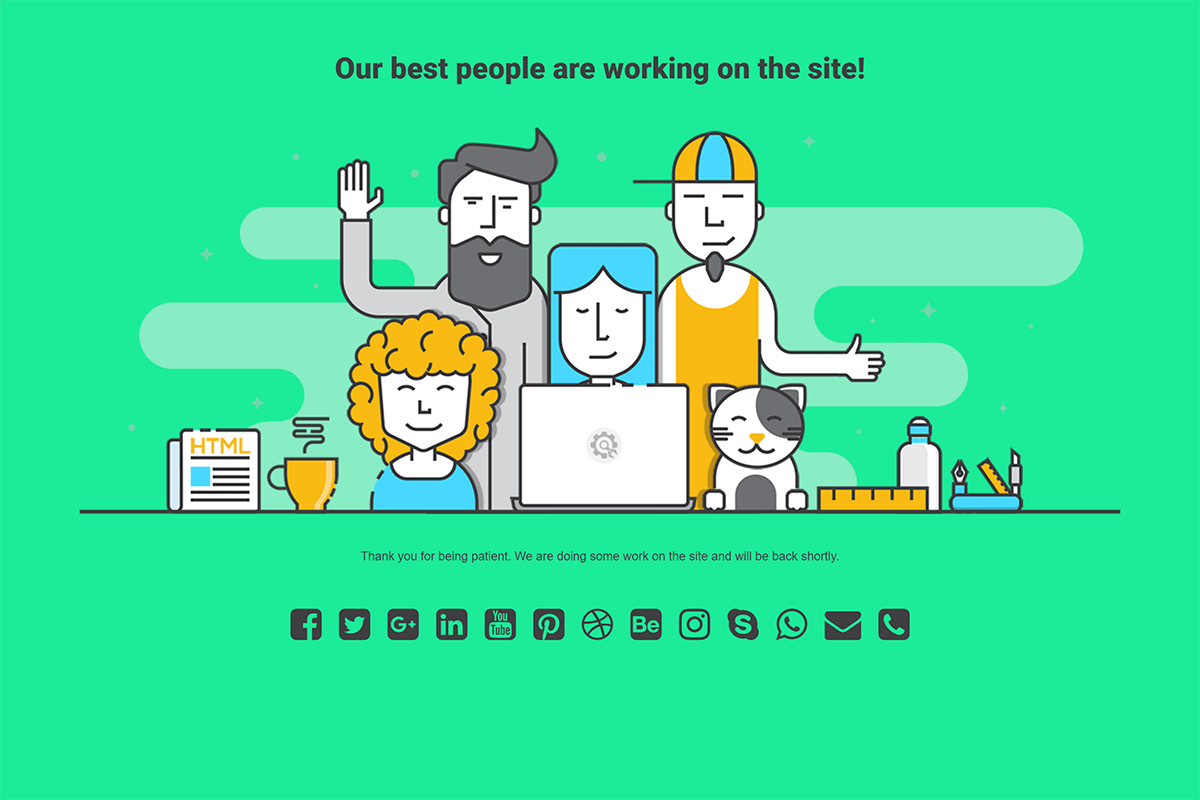 Our best people are working on the site!
HTML
Thank you for being patient. We are doing some work on the site and will be back shortly.
f G+ in You Tube Bē S